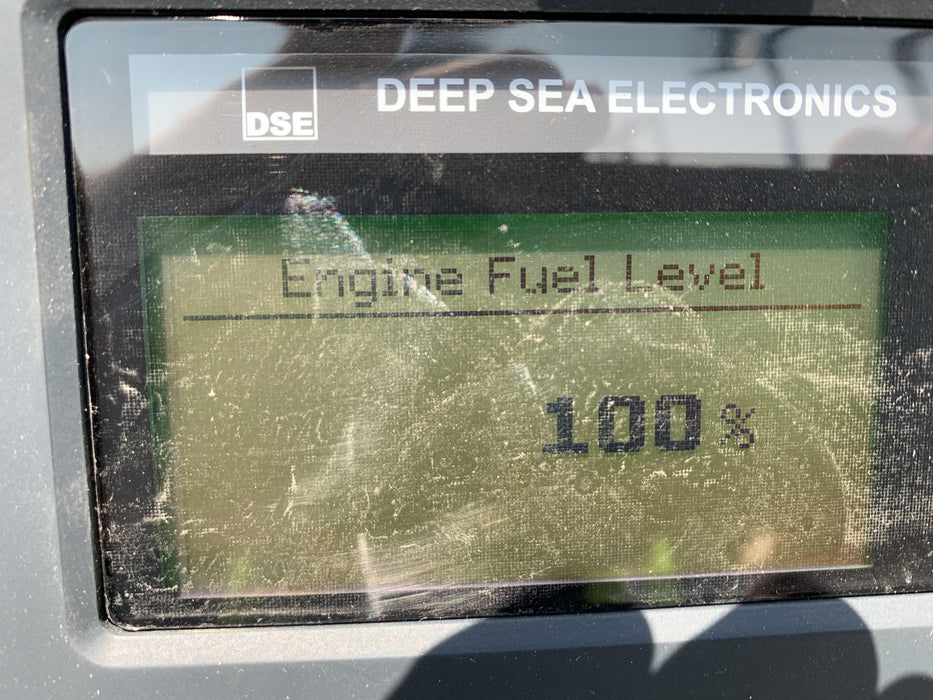 DSE
DEEP SEA ELECTRONICS
Engine Fuel Level
100 %